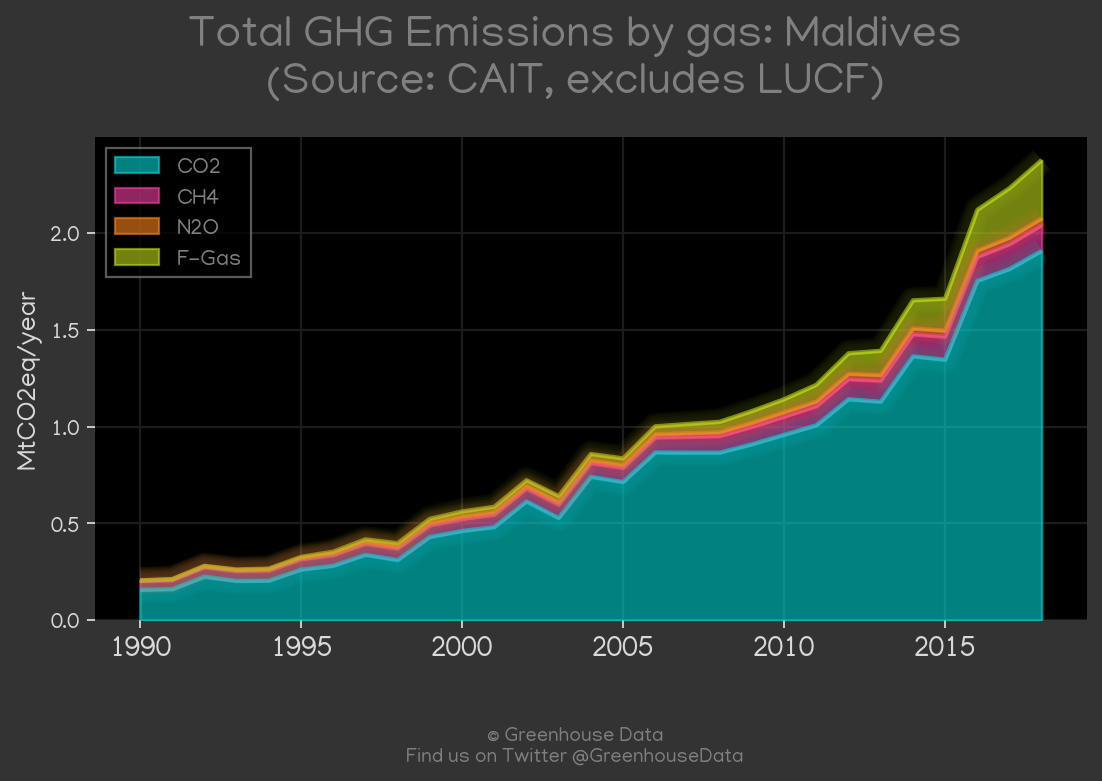 Total GHG Emissions by gas: Maldives
(Source: CAIT, excludes LUCF)
CO2
CH4
N2O
F-Gas
MtCO2eq/year
2.0
1.5
1.0
0.5
0.0
1990 1995 2000 2005 2010 2015
© Greenhouse Data
Find us on Twitter @GreenhouseData